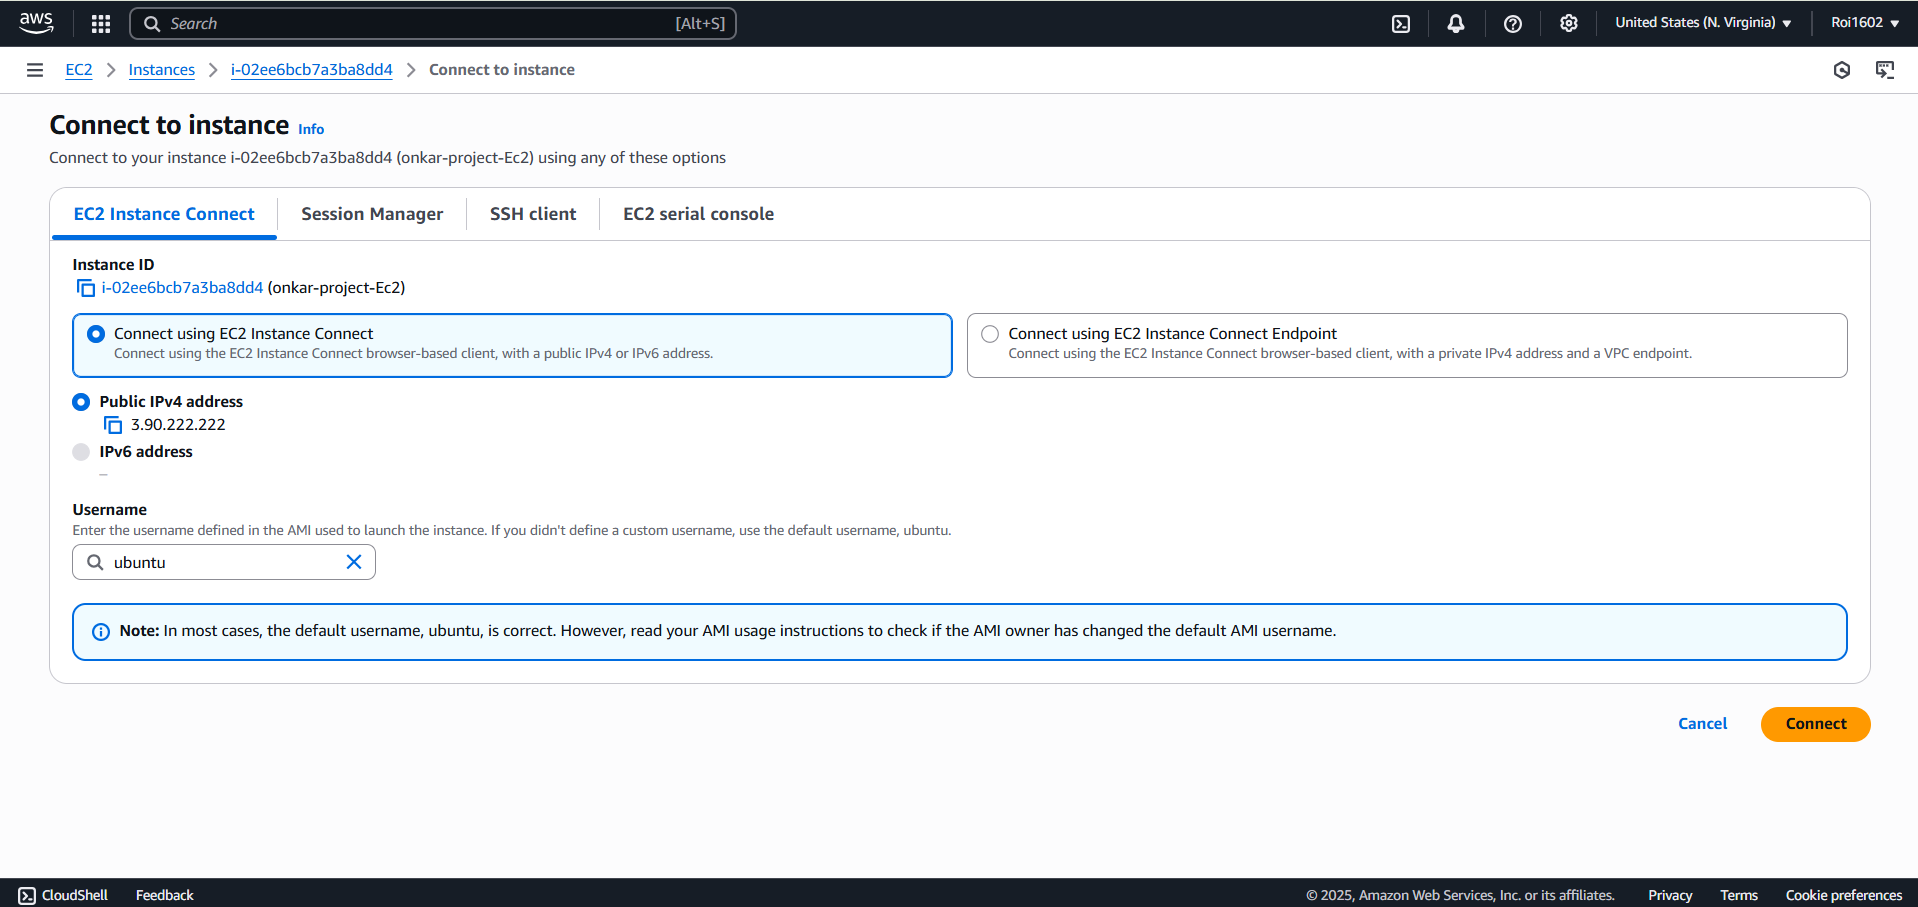 aws Search [Alt+S] United States (N. Virginia) Roi1602
EC2 Instances i-02ee6bcb7a3ba8dd4 Connect to instance
Connect to instance Info
Connect to your instance i-02ee6bcb7a3ba8dd4 (onkar-project-Ec2) using any of these options
EC2 Instance Connect Session Manager SSH client EC2 serial console
Instance ID
i-02ee6bcb7a3ba8dd4 (onkar-project-Ec2)
Connect using EC2 Instance Connect
Connect using the EC2 Instance Connect browser-based client, with a public IPv4 or IPv6 address.
Connect using EC2 Instance Connect Endpoint
Connect using the EC2 Instance Connect browser-based client, with a private IPv4 address and a VPC endpoint.
Public IPv4 address
3.90.222.222
IPv6 address
–
Username
Enter the username defined in the AMI used to launch the instance. If you didn't define a custom username, use the default username, ubuntu.
ubuntu
Note: In most cases, the default username, ubuntu, is correct. However, read your AMI usage instructions to check if the AMI owner has changed the default AMI username.
Cancel Connect
CloudShell Feedback © 2025, Amazon Web Services, Inc. or its affiliates. Privacy Terms Cookie preferences